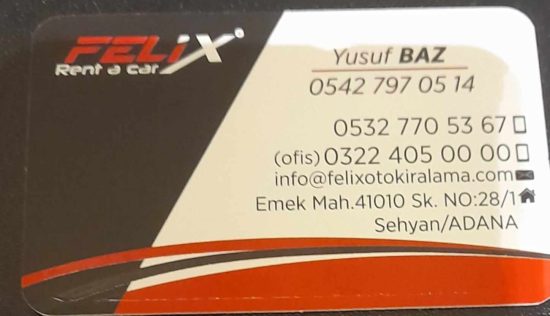 FELiX®
Rent a car
Yusuf BAZ
0542 797 05 14
0532 770 53 67
(ofis) 0322 405 00 00
info@felixotokiralama.com
Emek Mah.41010 Sk. NO:28/1
Sehyan/ADANA